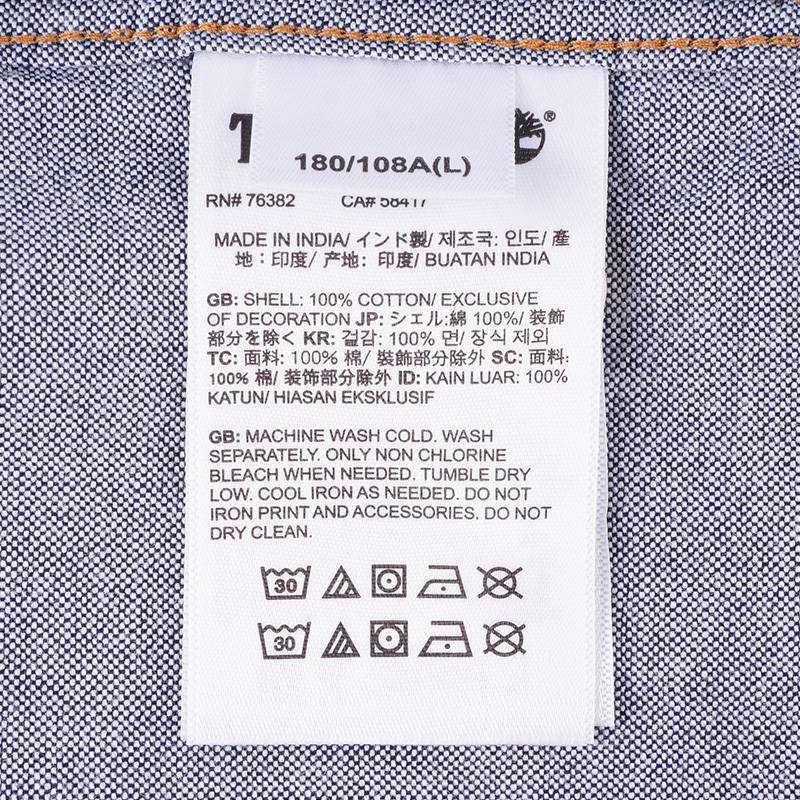 180/108A(L)
RN# 76382 CA# 58417
MADE IN INDIA/ インド製/ 제조국: 인도/ 產
地：印度/ 产地：印度/ BUATAN INDIA
GB: SHELL: 100% COTTON/ EXCLUSIVE
OF DECORATION JP: シェル:綿 100%/ 装飾
部分を除く KR: 겉감: 100% 면/ 장식 제외
TC: 面料: 100% 棉/ 裝飾部分除外 SC: 面料:
100% 棉/ 装饰部分除外 ID: KAIN LUAR: 100%
KATUN/ HIASAN EKSKLUSIF
GB: MACHINE WASH COLD. WASH
SEPARATELY. ONLY NON CHLORINE
BLEACH WHEN NEEDED. TUMBLE DRY
LOW. COOL IRON AS NEEDED. DO NOT
IRON PRINT AND ACCESSORIES. DO NOT
DRY CLEAN.
30
30